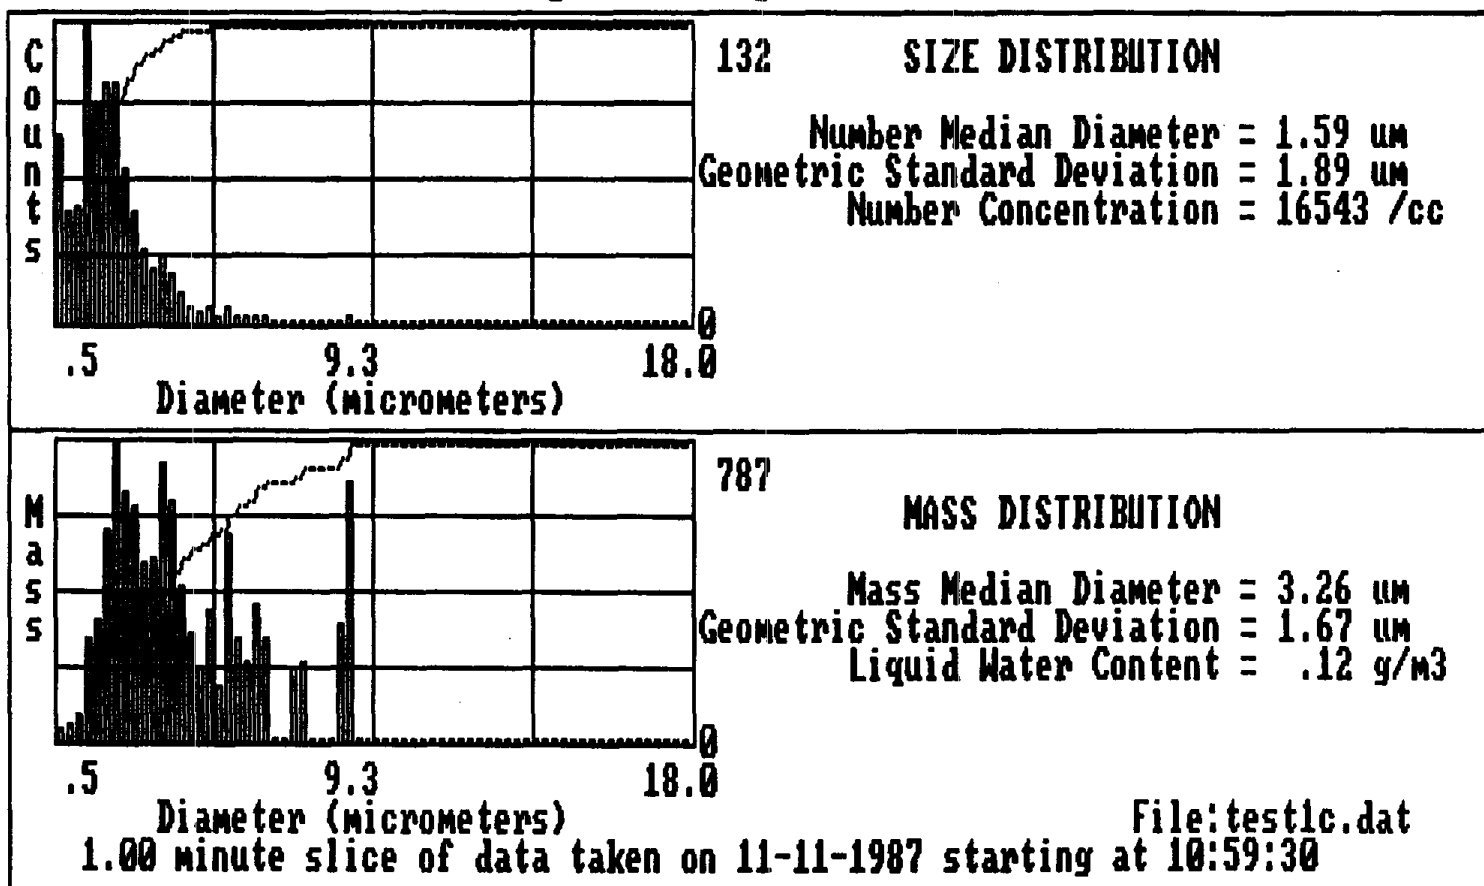 Counts
132
SIZE DISTRIBUTION
Number Median Diameter = 1.59 um
Geometric Standard Deviation = 1.89 um
Number Concentration = 16543 /cc
0
.5 9.3 18.0
Diameter (micrometers)
Mass
787
MASS DISTRIBUTION
Mass Median Diameter = 3.26 um
Geometric Standard Deviation = 1.67 um
Liquid Water Content = .12 g/m3
0
.5 9.3 18.0
Diameter (micrometers)
File:test1c.dat
1.00 minute slice of data taken on 11-11-1987 starting at 10:59:30